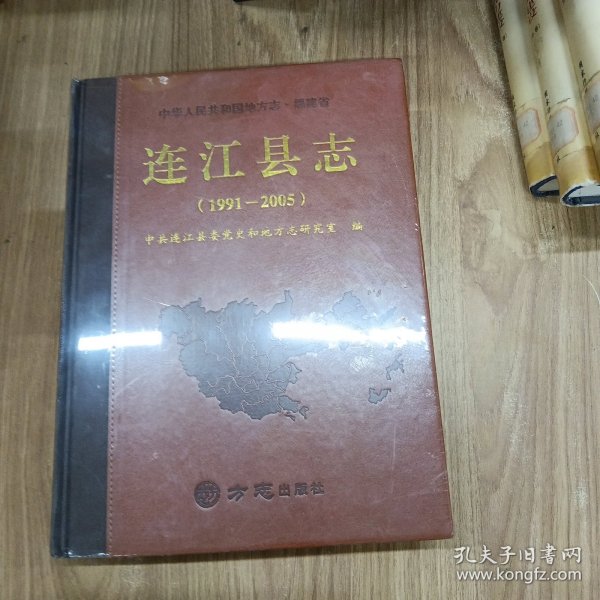 中华人民共和国地方志·福建省
连江县志
(1991-2005)
中共连江县委党史和地方志研究室 编
方志出版社
孔夫子旧书网
www.kongfz.com